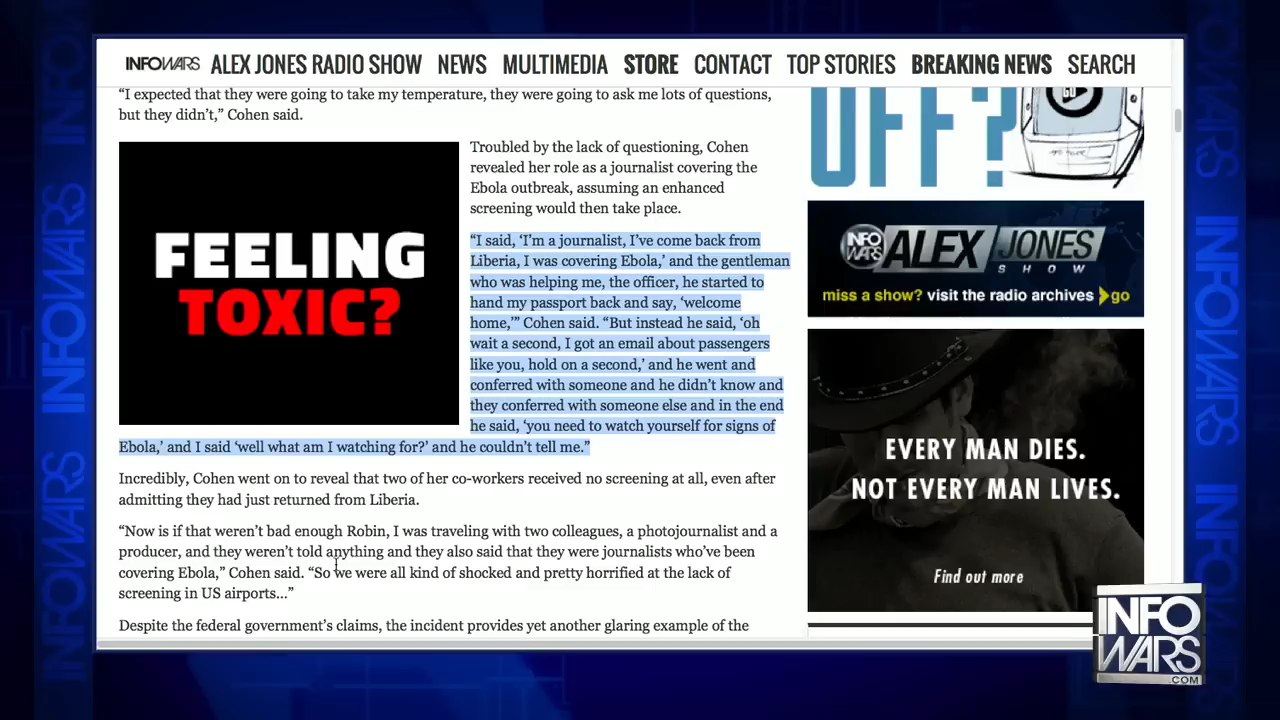 INFOWARS ALEX JONES RADIO SHOW NEWS MULTIMEDIA STORE CONTACT TOP STORIES BREAKING NEWS SEARCH
“I expected that they were going to take my temperature, they were going to ask me lots of questions,
but they didn’t,” Cohen said.
FEELING
TOXIC?
Troubled by the lack of questioning, Cohen
revealed her role as a journalist covering the
Ebola outbreak, assuming an enhanced
screening would then take place.
“I said, ‘I’m a journalist, I’ve come back from
Liberia, I was covering Ebola,’ and the gentleman
who was helping me, the officer, he started to
hand my passport back and say, ‘welcome
home,’” Cohen said. “But instead he said, ‘oh
wait a second, I got an email about passengers
like you, hold on a second,’ and he went and
conferred with someone and he didn’t know and
they conferred with someone else and in the end
he said, ‘you need to watch yourself for signs of
Ebola,’ and I said ‘well what am I watching for?’ and he couldn’t tell me.”
Incredibly, Cohen went on to reveal that two of her co-workers received no screening at all, even after
admitting they had just returned from Liberia.
“Now is if that weren’t bad enough Robin, I was traveling with two colleagues, a photojournalist and a
producer, and they weren’t told anything and they also said that they were journalists who’ve been
covering Ebola,” Cohen said. “So we were all kind of shocked and pretty horrified at the lack of
screening in US airports...”
Despite the federal government’s claims, the incident provides yet another glaring example of the
OFF?
GO
INFO WARS ALEX JONES
SHOW
miss a show? visit the radio archives go
EVERY MAN DIES.
NOT EVERY MAN LIVES.
Find out more
INFO
WARS
.COM
INFOWARS
INFOWARS
INFOWARS
INFOWARS